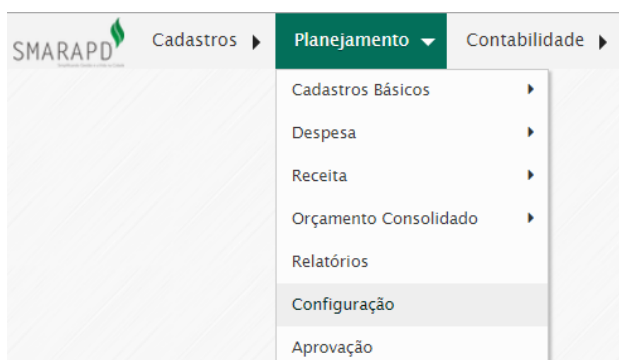 SMARAPD
Cadastros
Planejamento
Contabilidade
Cadastros Básicos
Despesa
Receita
Orçamento Consolidado
Relatórios
Configuração
Aprovação